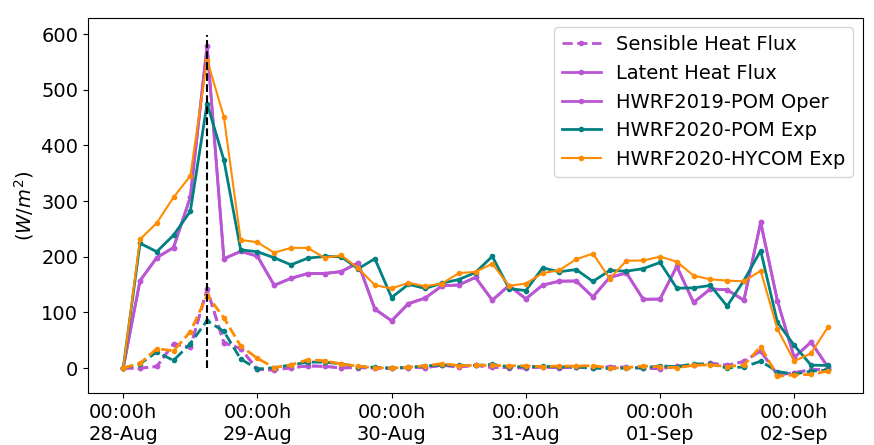 600
500
400
300
200
100
0
(W/m²)
Sensible Heat Flux
Latent Heat Flux
HWRF2019-POM Oper
HWRF2020-POM Exp
HWRF2020-HYCOM Exp
00:00h 00:00h 00:00h 00:00h 00:00h 00:00h
28-Aug 29-Aug 30-Aug 31-Aug 01-Sep 02-Sep